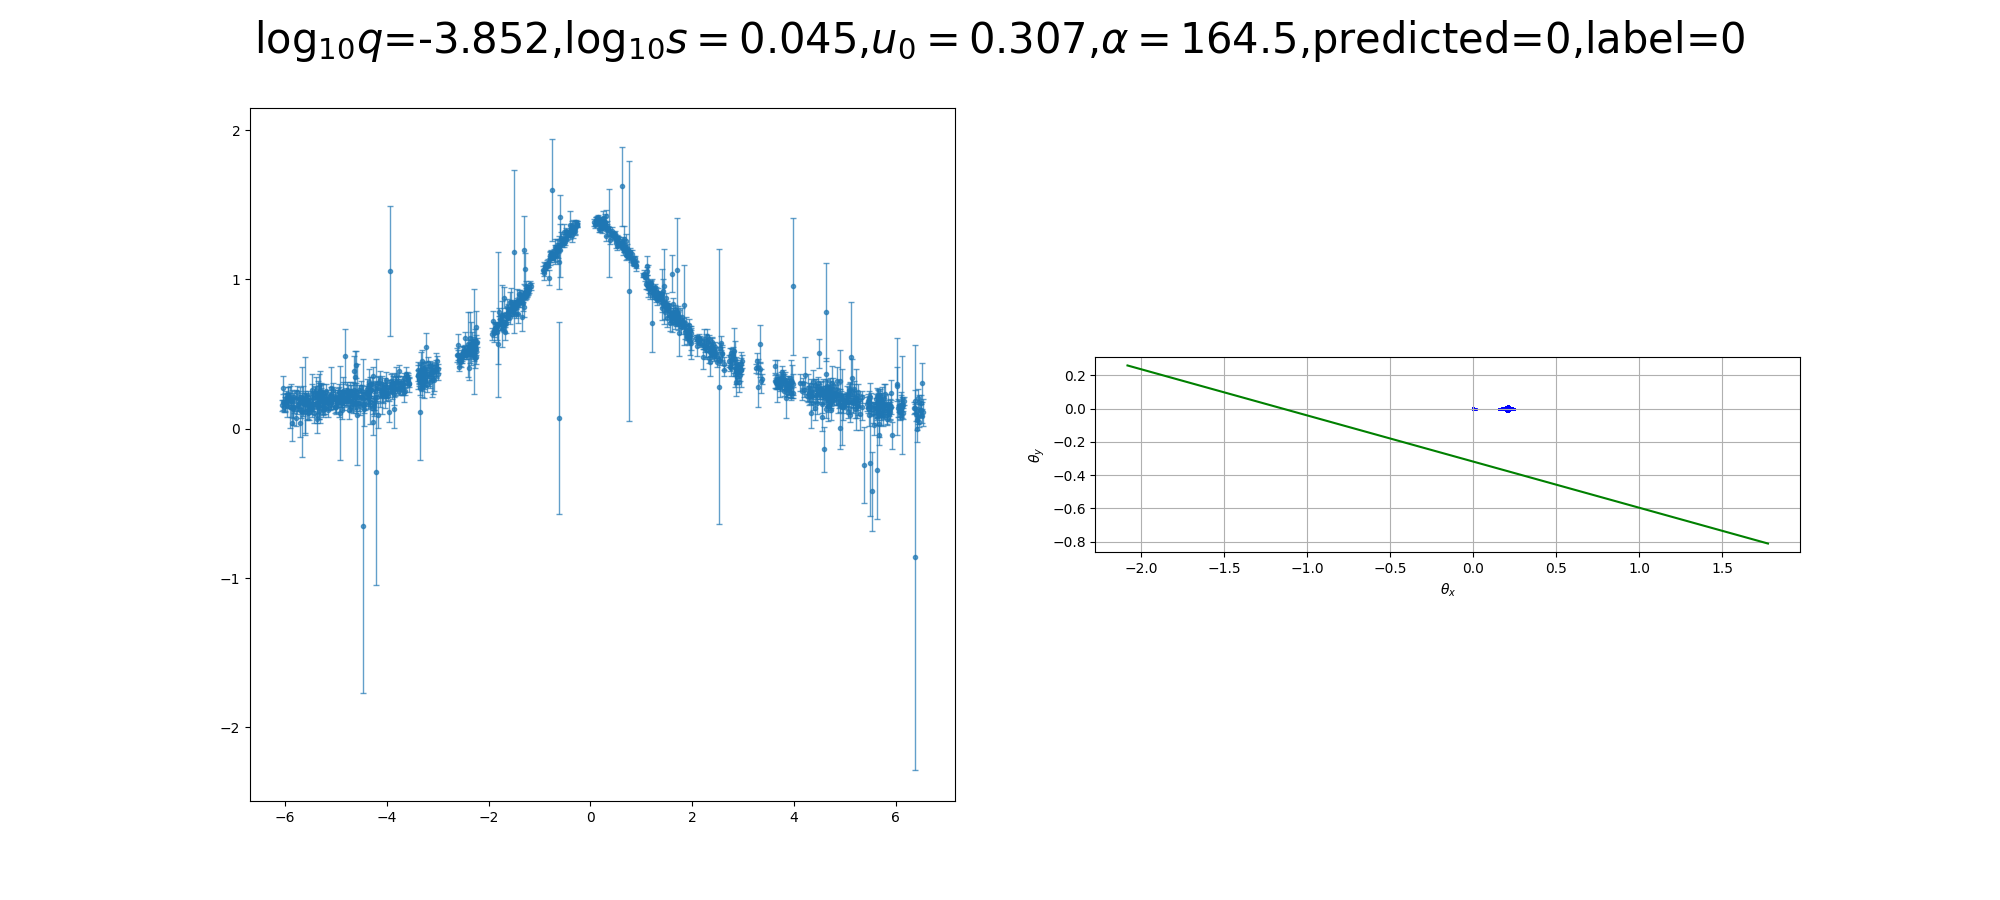 log₁₀q=-3.852,log₁₀s = 0.045,u₀ = 0.307,α = 164.5,predicted=0,label=0
2
1
0
−1
−2
−6 −4 −2 0 2 4 6
0.2
0.0
−0.2
−0.4
−0.6
−0.8
θy
−2.0 −1.5 −1.0 −0.5 0.0 0.5 1.0 1.5
θx